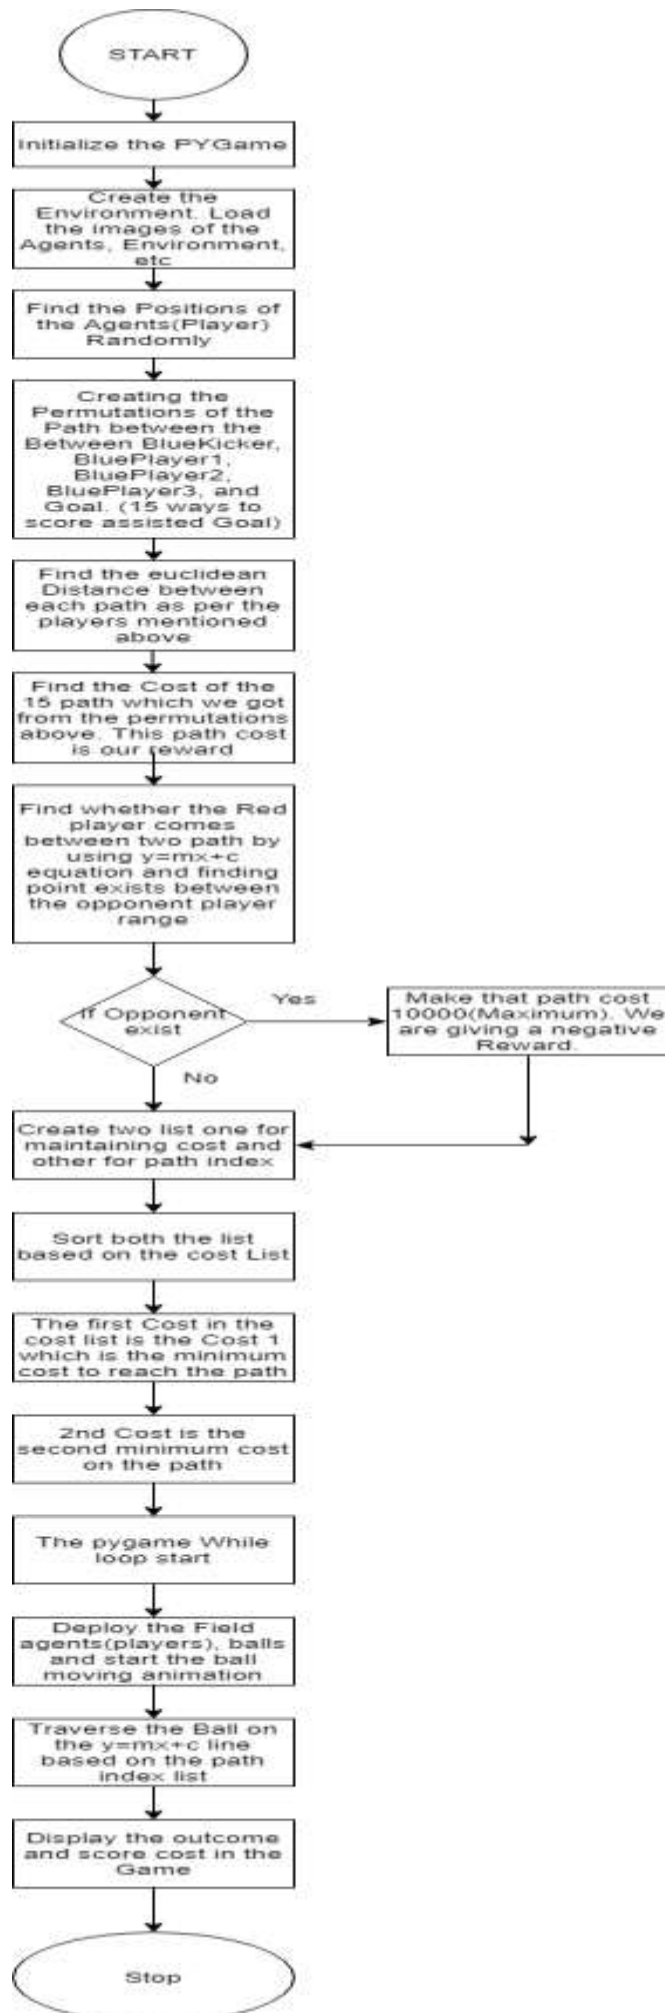 START
Initialize the PYGame
Create the
Environment. Load
the images of the
Agents, Environment,
etc
Find the Positions of
the Agents(Player)
Randomly
Creating the
Permutations of the
Path between the
Between BlueKicker,
BluePlayer1,
BluePlayer2,
BluePlayer3, and
Goal. (15 ways to
score assisted Goal)
Find the euclidean
Distance between
each path as per the
players mentioned
above
Find the Cost of the
15 path which we got
from the permutations
above. This path cost
is our reward
Find whether the Red
player comes
between two path by
using y=mx+c
equation and finding
point exists between
the opponent player
range
If Opponent
exist
Yes
Make that path cost
10000(Maximum). We
are giving a negative
Reward.
No
Create two list one for
maintaining cost and
other for path index
Sort both the list
based on the cost List
The first Cost in the
cost list is the Cost 1
which is the minimum
cost to reach the path
2nd Cost is the
second minimum cost
on the path
The pygame While
loop start
Deploy the Field
agents(players), balls
and start the ball
moving animation
Traverse the Ball on
the y=mx+c line
based on the path
index list
Display the outcome
and score cost in the
Game
Stop